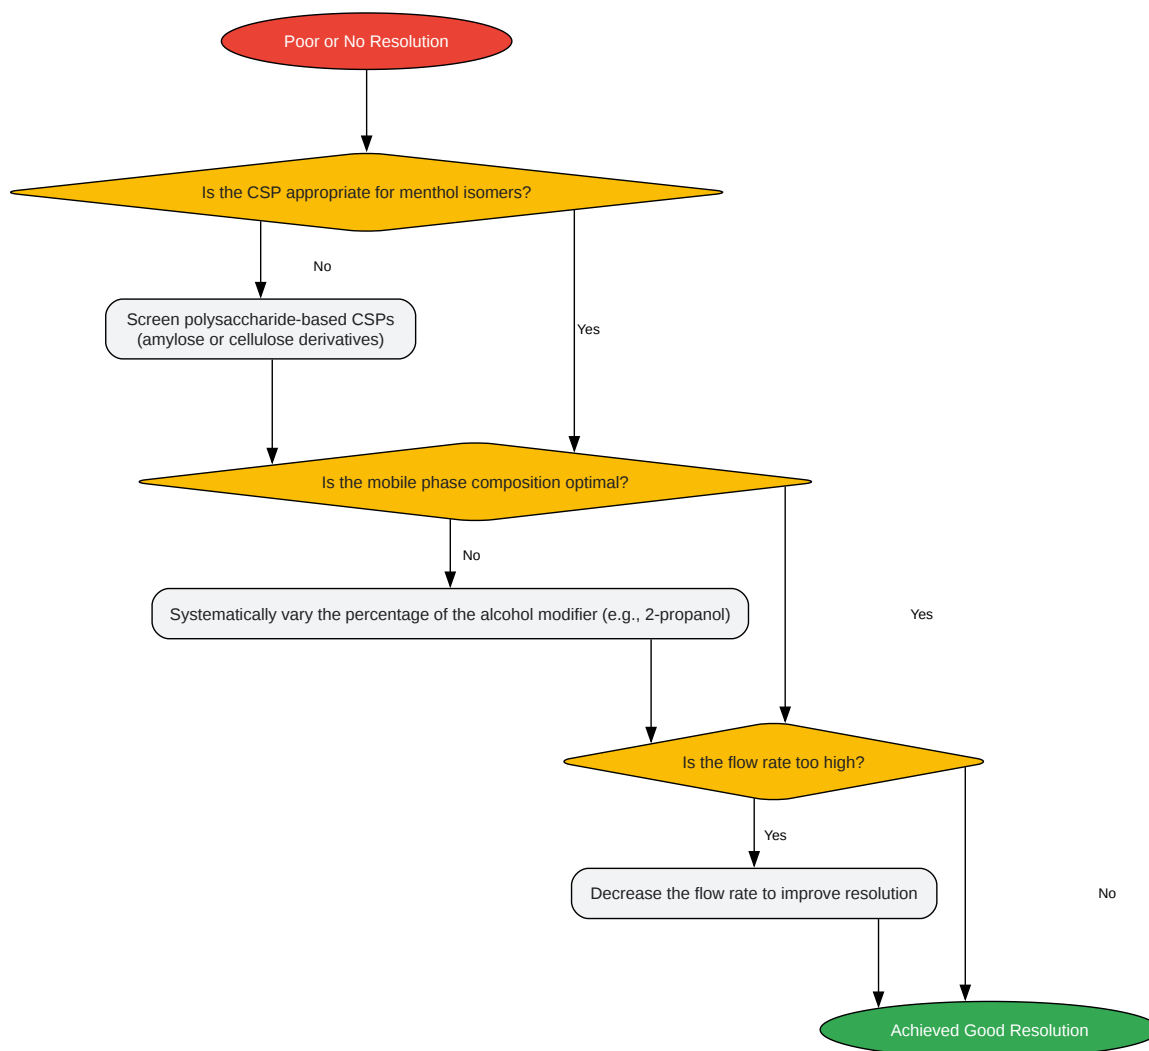 Poor or No Resolution
Is the CSP appropriate for menthol isomers?
No
Screen polysaccharide-based CSPs
(amylose or cellulose derivatives)
Yes
Is the mobile phase composition optimal?
No
Systematically vary the percentage of the alcohol modifier (e.g., 2-propanol)
Yes
Is the flow rate too high?
Yes
Decrease the flow rate to improve resolution
No
Achieved Good Resolution